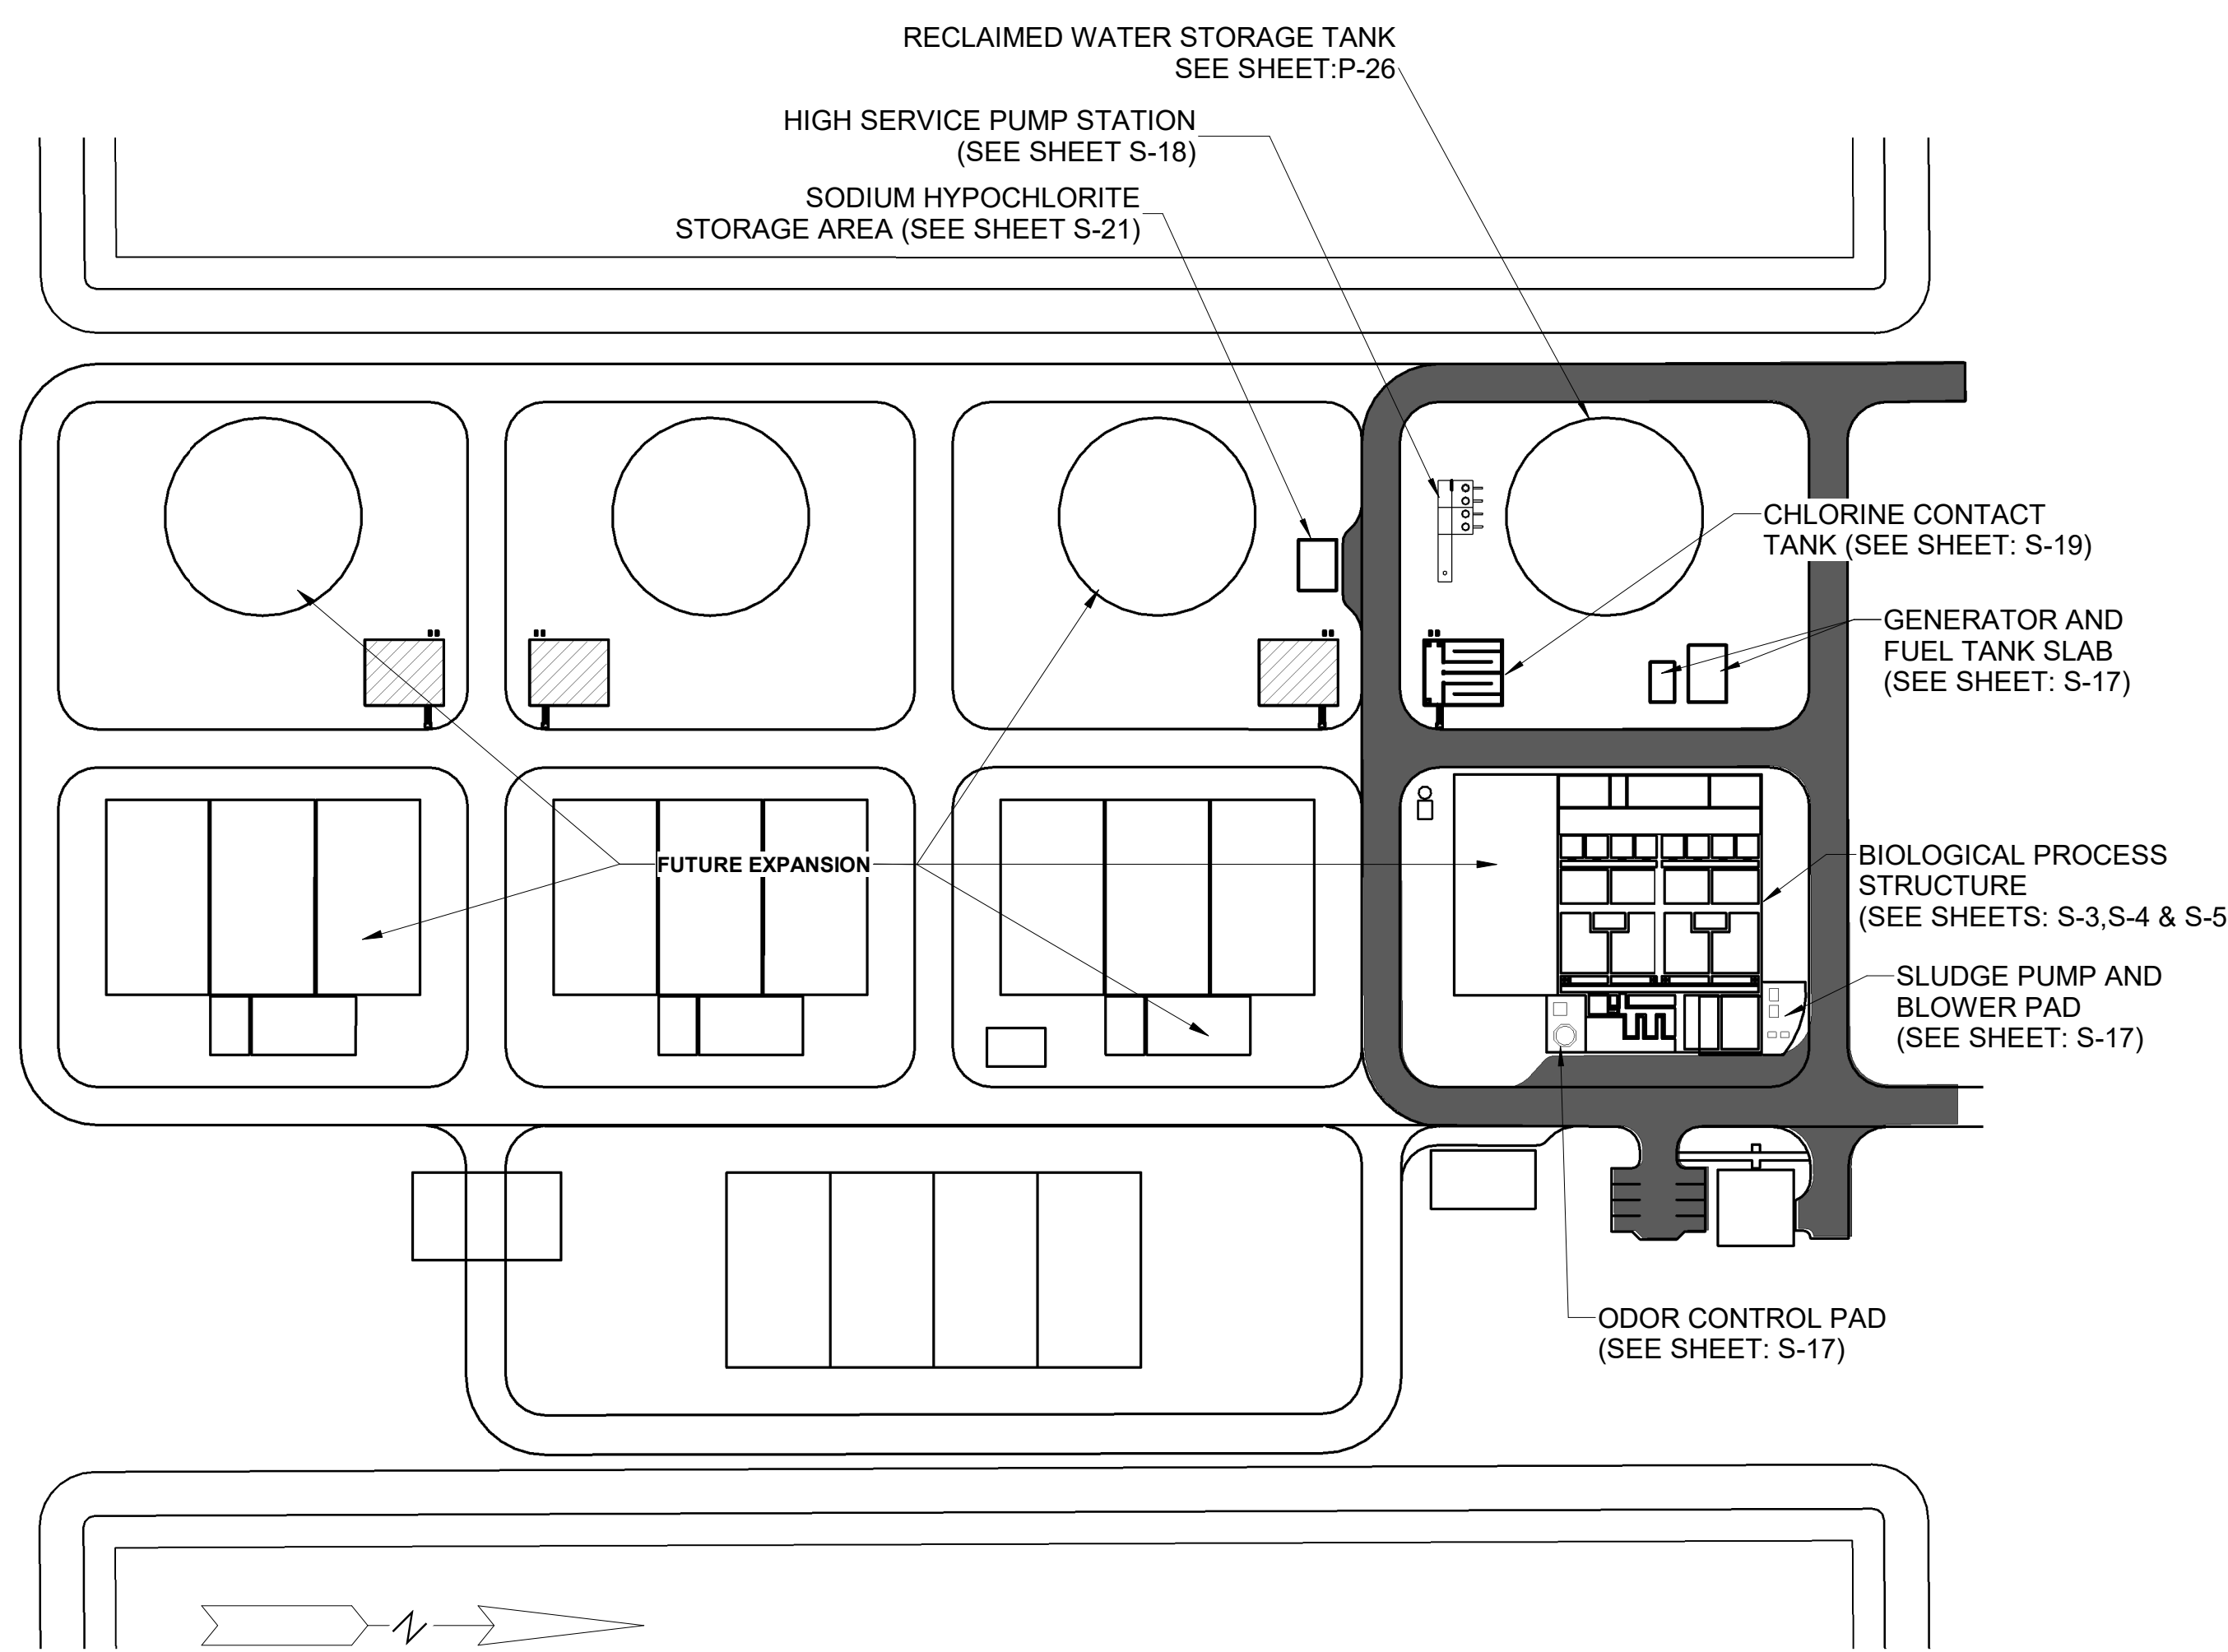 RECLAIMED WATER STORAGE TANK
SEE SHEET:P-26
HIGH SERVICE PUMP STATION
(SEE SHEET S-18)
SODIUM HYPOCHLORITE
STORAGE AREA (SEE SHEET S-21)
CHLORINE CONTACT
TANK (SEE SHEET: S-19)
GENERATOR AND
FUEL TANK SLAB
(SEE SHEET: S-17)
FUTURE EXPANSION
BIOLOGICAL PROCESS
STRUCTURE
(SEE SHEETS: S-3,S-4 & S-5
SLUDGE PUMP AND
BLOWER PAD
(SEE SHEET: S-17)
ODOR CONTROL PAD
(SEE SHEET: S-17)
N